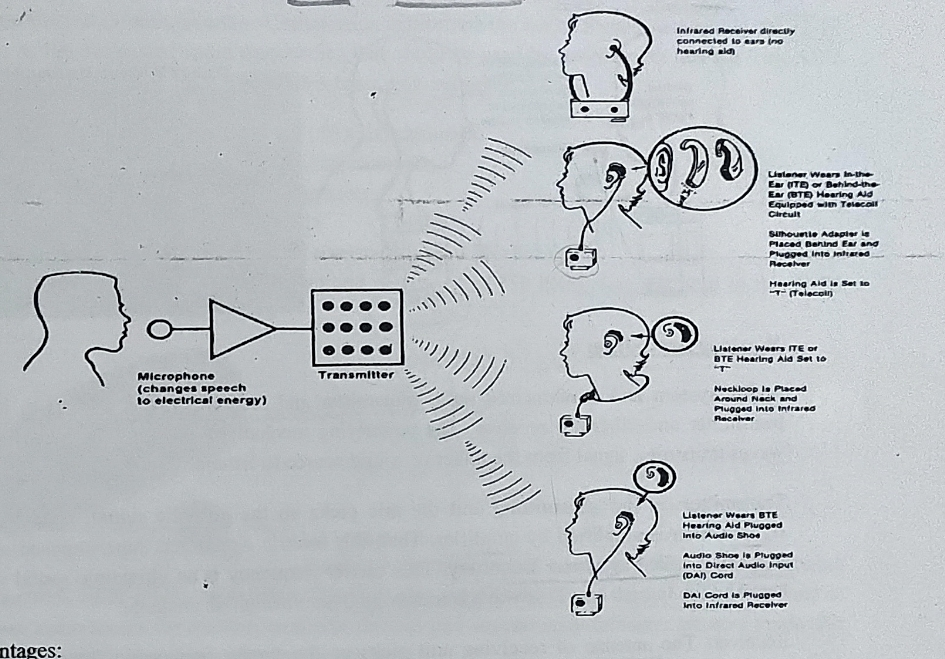 Infrared Receiver directly
connected to ears (no
hearing aid)
Listener Wears In-the-
Ear (ITE) or Behind-the-
Ear (BTE) Hearing Aid
Equipped with Telecoil
Circuit
Silhouette Adapter is
Placed Behind Ear and
Plugged Into Infrared
Receiver
Hearing Aid is Set to
"T" (Telecoil)
Microphone
(changes speech
to electrical energy)
Transmitter
Listener Wears ITE or
BTE Hearing Aid Set to
"T"
Neckloop is Placed
Around Neck and
Plugged Into Infrared
Receiver
Listener Wears BTE
Hearing Aid Plugged
Into Audio Shoe
Audio Shoe is Plugged
Into Direct Audio Input
(DAI) Cord
DAI Cord is Plugged
Into Infrared Receiver
ntages: